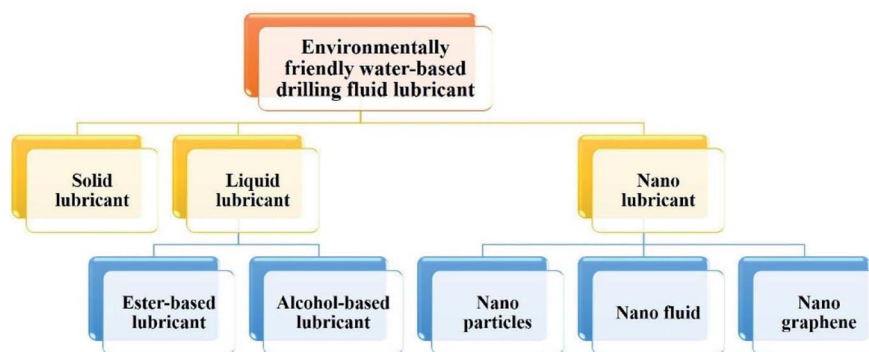 Environmentally
friendly water-based
drilling fluid lubricant
Solid
lubricant
Liquid
lubricant
Nano
lubricant
Ester-based
lubricant
Alcohol-based
lubricant
Nano
particles
Nano fluid
Nano
graphene